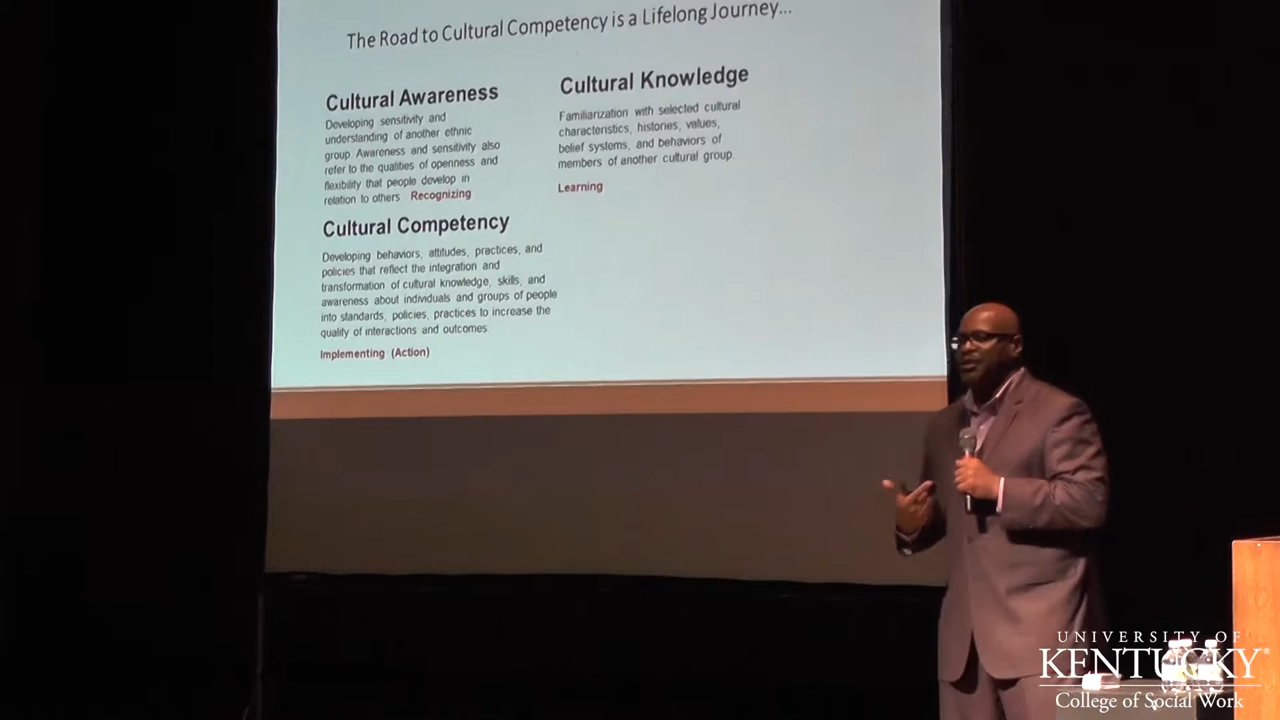 The Road to Cultural Competency is a Lifelong Journey...
Cultural Awareness
Developing sensitivity and
understanding of another ethnic
group Awareness and sensitivity also
refer to the qualities of openness and
flexibility that people develop in
relation to others Recognizing
Cultural Knowledge
Familiarization with selected cultural
characteristics, histories, values,
belief systems, and behaviors of
members of another cultural group
Learning
Cultural Competency
Developing behaviors, attitudes, practices, and
policies that reflect the integration and
transformation of cultural knowledge, skills, and
awareness about individuals and groups of people
into standards, policies, practices to increase the
quality of interactions and outcomes
Implementing (Action)
UNIVERSITY OF
KENTUCKY®
College of Social Work